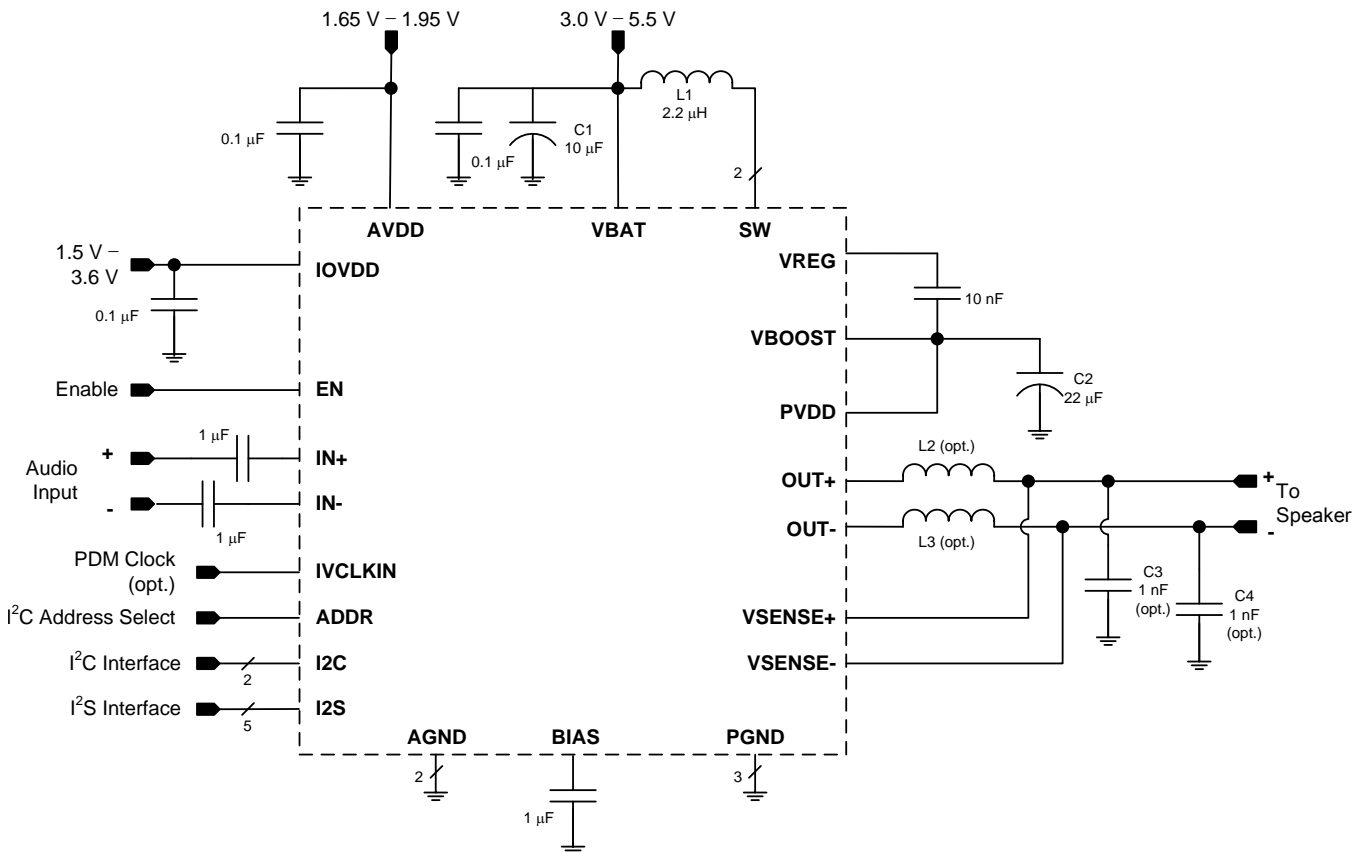 1.65 V – 1.95 V
3.0 V – 5.5 V
L1
2.2 μH
0.1 μF
0.1 μF
C1
10 μF
2
AVDD
VBAT
SW
1.5 V –
3.6 V
IOVDD
0.1 μF
VREG
10 nF
VBOOST
C2
22 μF
PVDD
Enable
EN
Audio
Input
+
1 μF
IN+
-
1 μF
IN-
L2 (opt.)
OUT+
L3 (opt.)
OUT-
+
To
Speaker
-
C3
1 nF
(opt.)
C4
1 nF
(opt.)
PDM Clock
(opt.)
IVCLKIN
I²C Address Select
ADDR
VSENSE+
I²C Interface
2
I2C
VSENSE-
I²S Interface
5
I2S
AGND
BIAS
PGND
2
3
1 μF